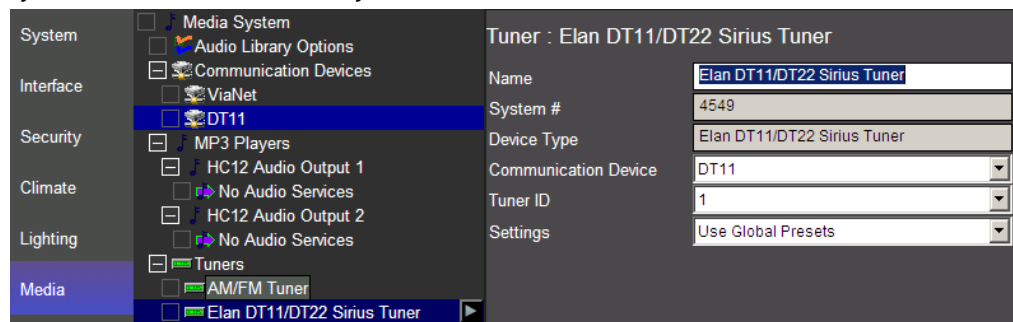 System
Interface
Security
Climate
Lighting
Media
Media System
Audio Library Options
Communication Devices
ViaNet
DT11
MP3 Players
HC12 Audio Output 1
No Audio Services
HC12 Audio Output 2
No Audio Services
Tuners
AM/FM Tuner
Elan DT11/DT22 Sirius Tuner
Tuner : Elan DT11/DT22 Sirius Tuner
Name Elan DT11/DT22 Sirius Tuner
System # 4549
Device Type Elan DT11/DT22 Sirius Tuner
Communication Device DT11
Tuner ID 1
Settings Use Global Presets